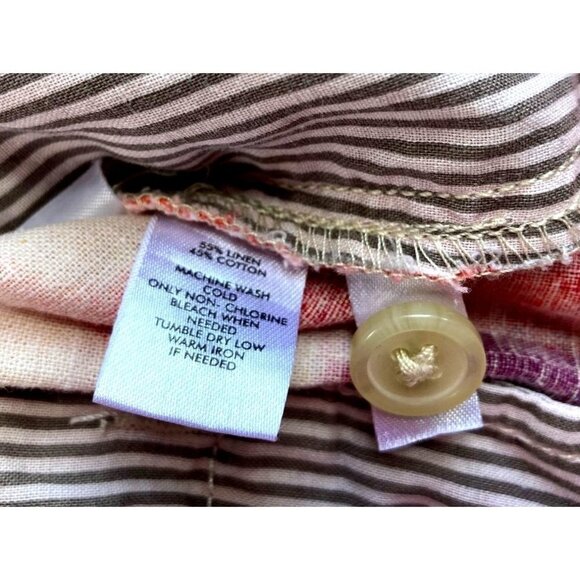 55% LINEN
45% COTTON
MACHINE WASH
COLD
ONLY NON- CHLORINE
BLEACH WHEN
NEEDED
TUMBLE DRY LOW
WARM IRON
IF NEEDED